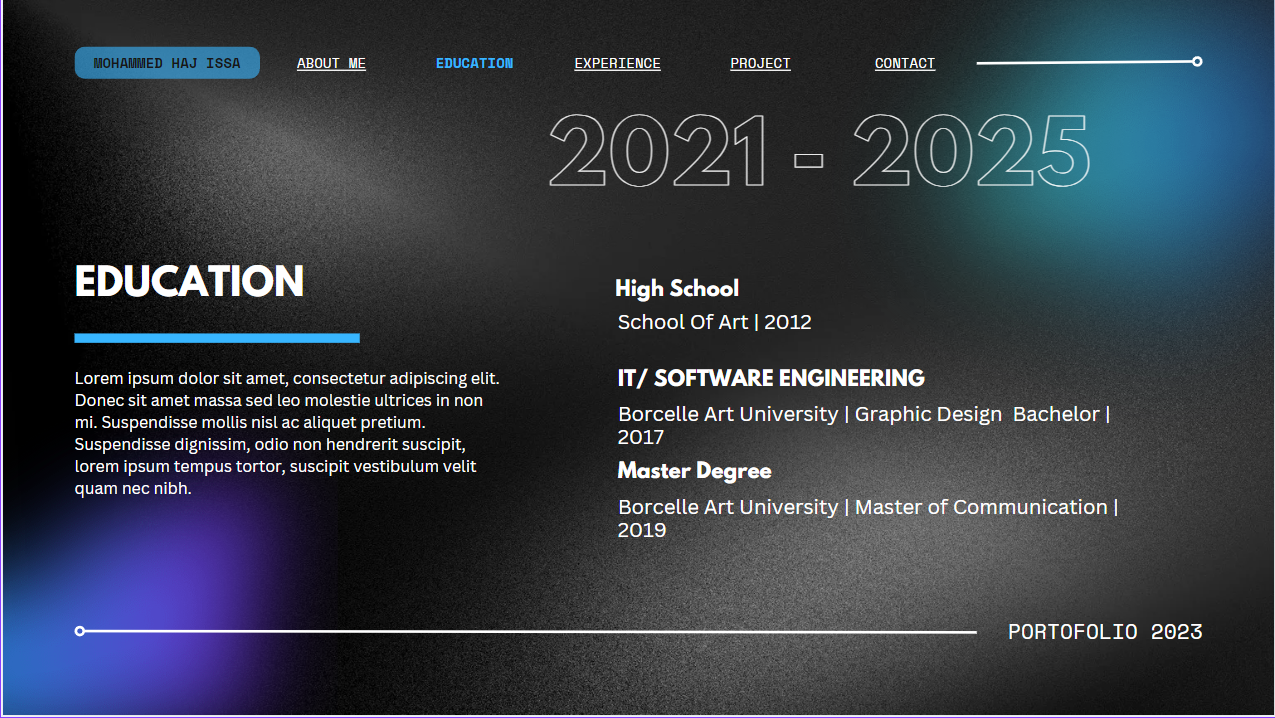 MOHAMMED HAJ ISSA ABOUT ME EDUCATION EXPERIENCE PROJECT CONTACT
2021 - 2025
EDUCATION
Lorem ipsum dolor sit amet, consectetur adipiscing elit.
Donec sit amet massa sed leo molestie ultrices in non
mi. Suspendisse mollis nisl ac aliquet pretium.
Suspendisse dignissim, odio non hendrerit suscipit,
lorem ipsum tempus tortor, suscipit vestibulum velit
quam nec nibh.
High School
School Of Art | 2012
IT/ SOFTWARE ENGINEERING
Borcelle Art University | Graphic Design Bachelor |
2017
Master Degree
Borcelle Art University | Master of Communication |
2019
PORTOFOLIO 2023